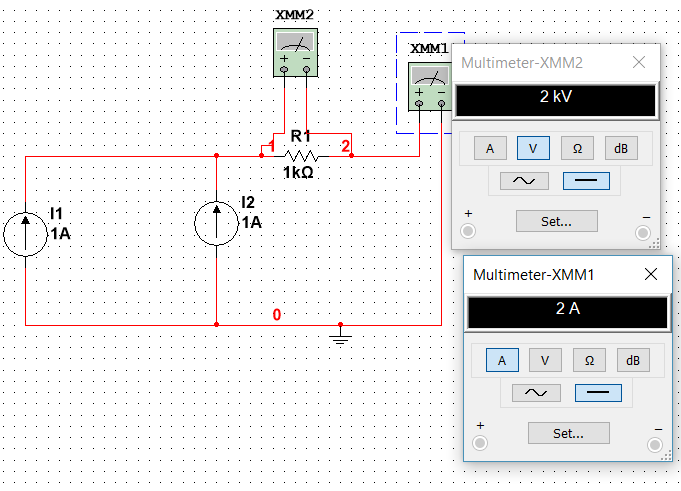 XMM2
XMM1
+ −
+ −
R1
1 2
1kΩ
I1
1A
I2
1A
0
Multimeter-XMM2
2 kV
A V Ω dB
Set...
+ −
Multimeter-XMM1
2 A
A V Ω dB
+ −
Set...